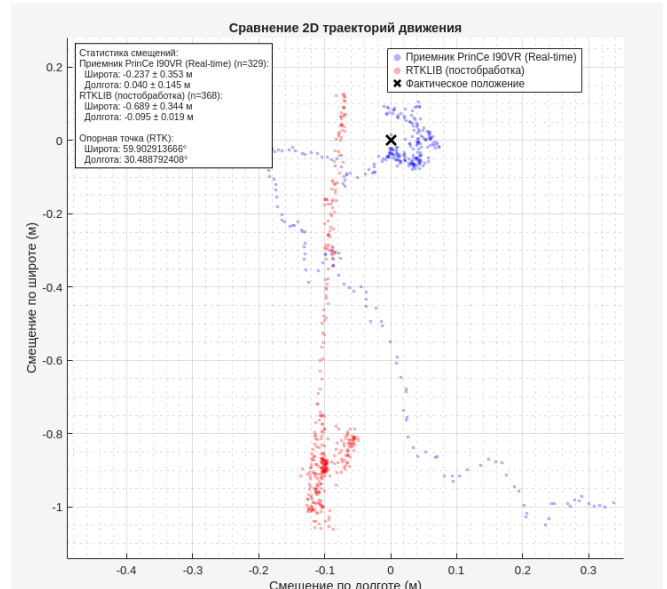 Сравнение 2D траекторий движения
Статистика смещений:
Приемник PrinCe I90VR (Real-time) (n=329):
Широта: -0.237 ± 0.353 м
Долгота: 0.040 ± 0.145 м
RTKLIB (постобработка) (n=368):
Широта: -0.689 ± 0.344 м
Долгота: -0.095 ± 0.019 м
Опорная точка (RTK):
Широта: 59.902913666°
Долгота: 30.488792408°
Приемник PrinCe I90VR (Real-time)
RTKLIB (постобработка)
Фактическое положение
Смещение по широте (м)
0.2
0
-0.2
-0.4
-0.6
-0.8
-1
-0.4 -0.3 -0.2 -0.1 0 0.1 0.2 0.3
Смещение по долготе (м)